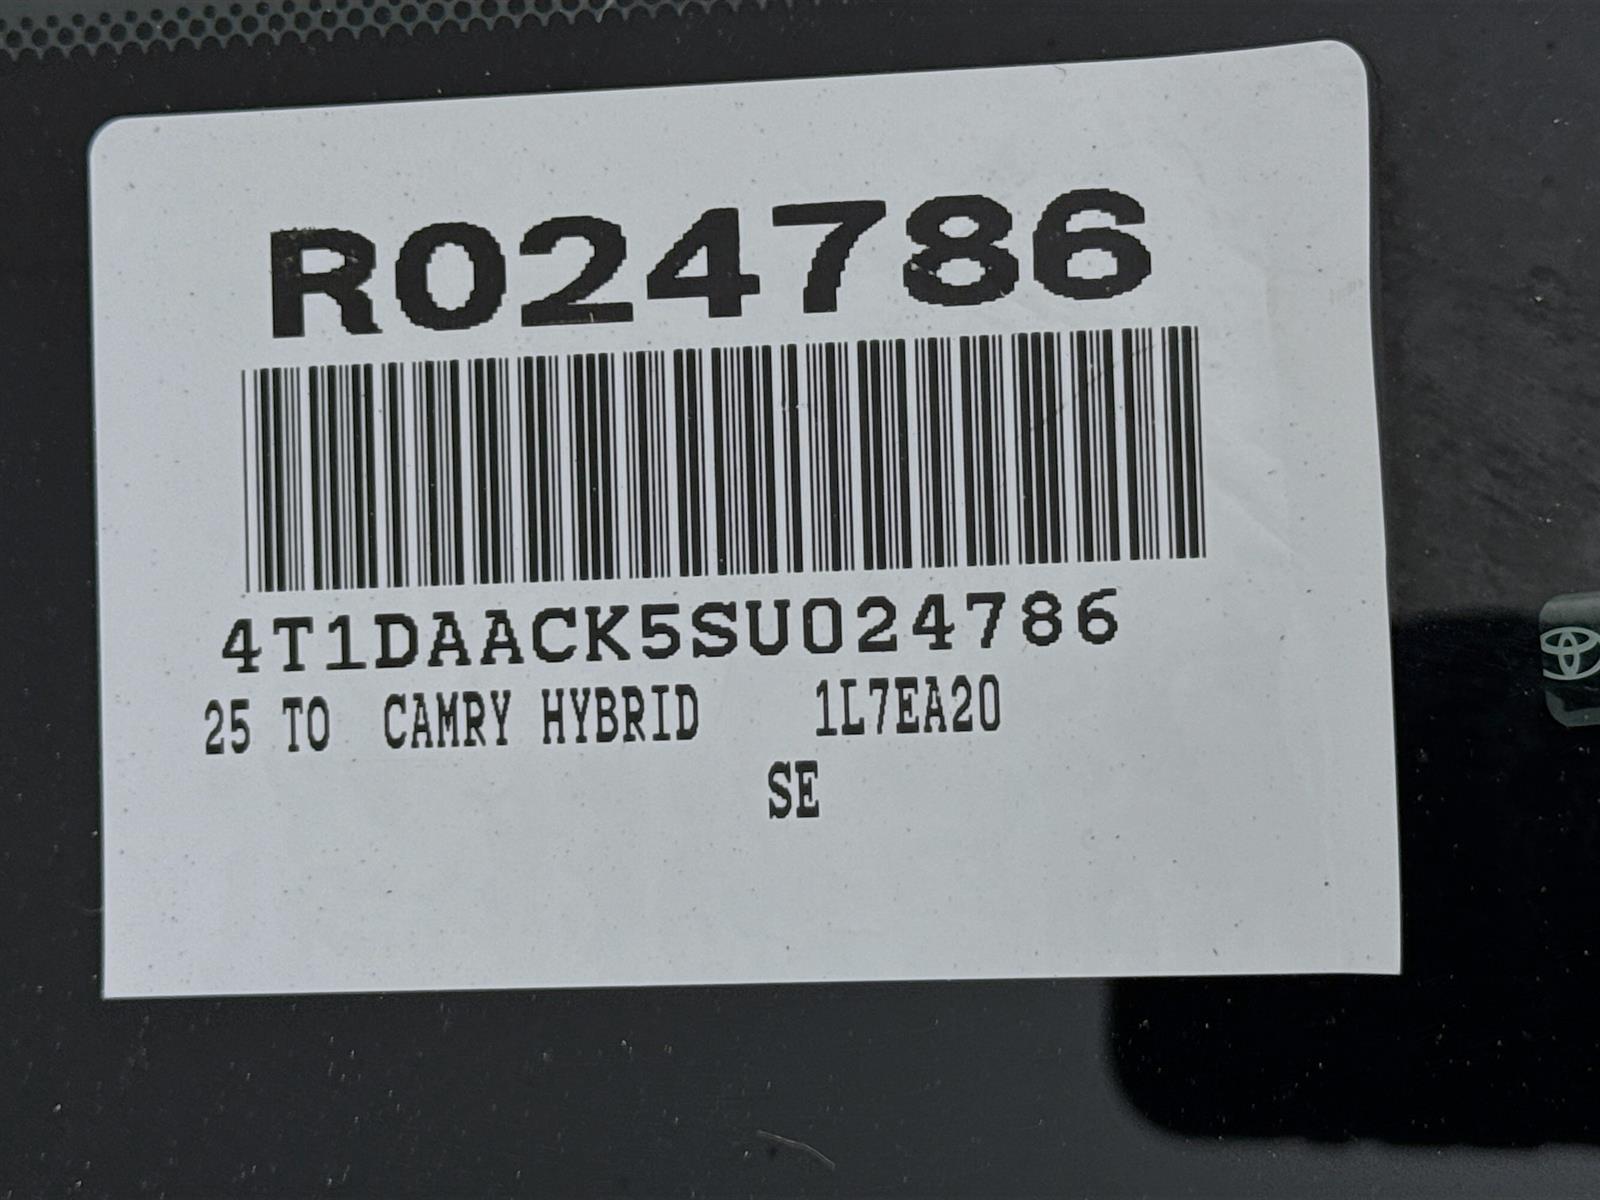 R024786
4T1DAACK5SU024786
25 TO CAMRY HYBRID 1L7EA20
SE